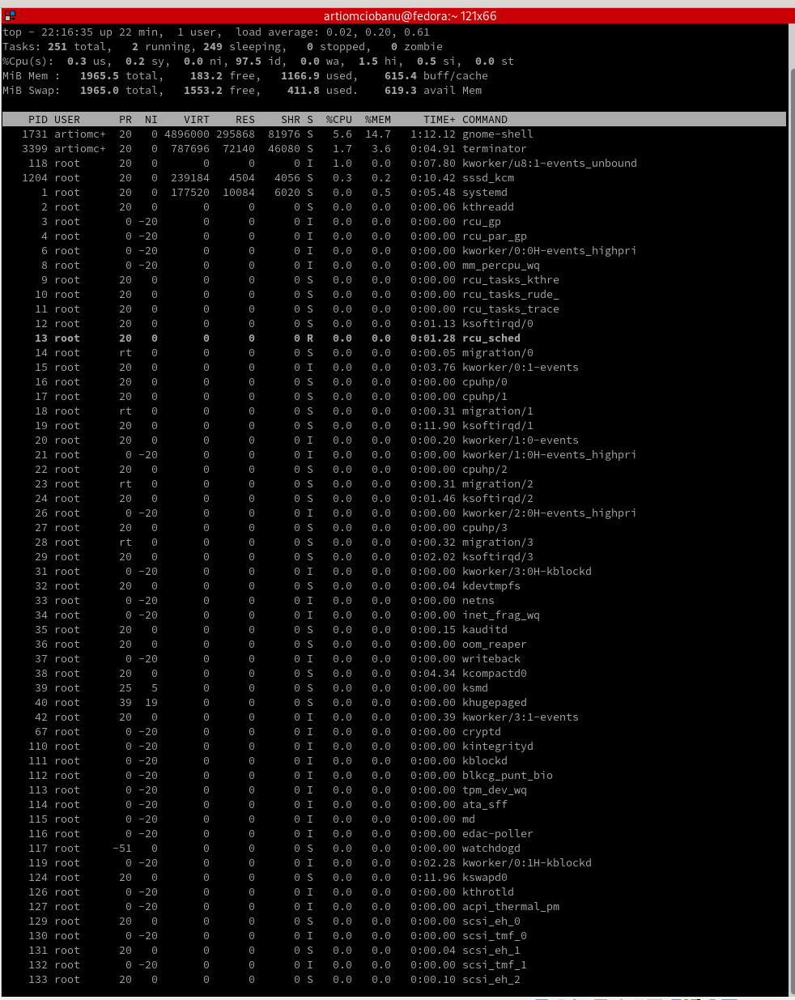 artiomciobanu@fedora:~ 121x66
top - 22:16:35 up 22 min,  1 user,  load average: 0.02, 0.20, 0.61
Tasks: 251 total,   2 running, 249 sleeping,   0 stopped,   0 zombie
%Cpu(s):  0.3 us,  0.2 sy,  0.0 ni, 97.5 id,  0.0 wa,  1.5 hi,  0.5 si,  0.0 st
MiB Mem :   1965.5 total,    183.2 free,   1166.9 used,    615.4 buff/cache
MiB Swap:   1965.0 total,   1553.2 free,    411.8 used.    619.3 avail Mem
PID USER PR NI VIRT RES SHR S %CPU %MEM TIME+ COMMAND
1731 artiomc+ 20 0 4896000 295868 81976 S 5.6 14.7 1:12.12 gnome-shell
3399 artiomc+ 20 0 787696 72140 46080 S 1.7 3.6 0:04.91 terminator
118 root 20 0 0 0 0 I 1.0 0.0 0:07.80 kworker/u8:1-events_unbound
1204 root 20 0 239184 4504 4056 S 0.3 0.2 0:10.42 sssd_kcm
1 root 20 0 177520 10084 6020 S 0.0 0.5 0:05.48 systemd
2 root 20 0 0 0 0 S 0.0 0.0 0:00.06 kthreadd
3 root 0 -20 0 0 0 I 0.0 0.0 0:00.00 rcu_gp
4 root 0 -20 0 0 0 I 0.0 0.0 0:00.00 rcu_par_gp
6 root 0 -20 0 0 0 I 0.0 0.0 0:00.00 kworker/0:0H-events_highpri
8 root 0 -20 0 0 0 I 0.0 0.0 0:00.00 mm_percpu_wq
9 root 20 0 0 0 0 S 0.0 0.0 0:00.00 rcu_tasks_kthre
10 root 20 0 0 0 0 S 0.0 0.0 0:00.00 rcu_tasks_rude_
11 root 20 0 0 0 0 S 0.0 0.0 0:00.00 rcu_tasks_trace
12 root 20 0 0 0 0 S 0.0 0.0 0:01.13 ksoftirqd/0
13 root 20 0 0 0 0 R 0.0 0.0 0:01.28 rcu_sched
14 root rt 0 0 0 0 S 0.0 0.0 0:00.05 migration/0
15 root 20 0 0 0 0 I 0.0 0.0 0:03.76 kworker/0:1-events
16 root 20 0 0 0 0 S 0.0 0.0 0:00.00 cpuhp/0
17 root 20 0 0 0 0 S 0.0 0.0 0:00.00 cpuhp/1
18 root rt 0 0 0 0 S 0.0 0.0 0:00.31 migration/1
19 root 20 0 0 0 0 S 0.0 0.0 0:11.90 ksoftirqd/1
20 root 20 0 0 0 0 I 0.0 0.0 0:00.20 kworker/1:0-events
21 root 0 -20 0 0 0 I 0.0 0.0 0:00.00 kworker/1:0H-events_highpri
22 root 20 0 0 0 0 S 0.0 0.0 0:00.00 cpuhp/2
23 root rt 0 0 0 0 S 0.0 0.0 0:00.31 migration/2
24 root 20 0 0 0 0 S 0.0 0.0 0:01.46 ksoftirqd/2
26 root 0 -20 0 0 0 I 0.0 0.0 0:00.00 kworker/2:0H-events_highpri
27 root 20 0 0 0 0 S 0.0 0.0 0:00.00 cpuhp/3
28 root rt 0 0 0 0 S 0.0 0.0 0:00.32 migration/3
29 root 20 0 0 0 0 S 0.0 0.0 0:02.02 ksoftirqd/3
31 root 0 -20 0 0 0 I 0.0 0.0 0:00.00 kworker/3:0H-kblockd
32 root 20 0 0 0 0 S 0.0 0.0 0:00.04 kdevtmpfs
33 root 0 -20 0 0 0 I 0.0 0.0 0:00.00 netns
34 root 0 -20 0 0 0 I 0.0 0.0 0:00.00 inet_frag_wq
35 root 20 0 0 0 0 S 0.0 0.0 0:00.15 kauditd
36 root 20 0 0 0 0 S 0.0 0.0 0:00.00 oom_reaper
37 root 0 -20 0 0 0 I 0.0 0.0 0:00.00 writeback
38 root 20 0 0 0 0 S 0.0 0.0 0:04.34 kcompactd0
39 root 25 5 0 0 0 S 0.0 0.0 0:00.00 ksmd
40 root 39 19 0 0 0 S 0.0 0.0 0:00.00 khugepaged
42 root 20 0 0 0 0 I 0.0 0.0 0:00.39 kworker/3:1-events
67 root 0 -20 0 0 0 I 0.0 0.0 0:00.00 cryptd
110 root 0 -20 0 0 0 I 0.0 0.0 0:00.00 kintegrityd
111 root 0 -20 0 0 0 I 0.0 0.0 0:00.00 kblockd
112 root 0 -20 0 0 0 I 0.0 0.0 0:00.00 blkcg_punt_bio
113 root 0 -20 0 0 0 I 0.0 0.0 0:00.00 tpm_dev_wq
114 root 0 -20 0 0 0 I 0.0 0.0 0:00.00 ata_sff
115 root 0 -20 0 0 0 I 0.0 0.0 0:00.00 md
116 root 0 -20 0 0 0 I 0.0 0.0 0:00.00 edac-poller
117 root -51 0 0 0 0 S 0.0 0.0 0:00.00 watchdogd
119 root 0 -20 0 0 0 I 0.0 0.0 0:02.28 kworker/0:1H-kblockd
124 root 20 0 0 0 0 S 0.0 0.0 0:11.96 kswapd0
126 root 0 -20 0 0 0 I 0.0 0.0 0:00.00 kthrotld
127 root 0 -20 0 0 0 I 0.0 0.0 0:00.00 acpi_thermal_pm
129 root 20 0 0 0 0 S 0.0 0.0 0:00.00 scsi_eh_0
130 root 0 -20 0 0 0 I 0.0 0.0 0:00.00 scsi_tmf_0
131 root 20 0 0 0 0 S 0.0 0.0 0:00.04 scsi_eh_1
132 root 0 -20 0 0 0 I 0.0 0.0 0:00.00 scsi_tmf_1
133 root 20 0 0 0 0 S 0.0 0.0 0:00.10 scsi_eh_2